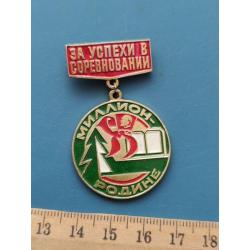 ЗА УСПЕХИ В
СОРЕВНОВАНИИ
МИЛЛИОН-
РОДИНЕ
13 14 15 16 17 18